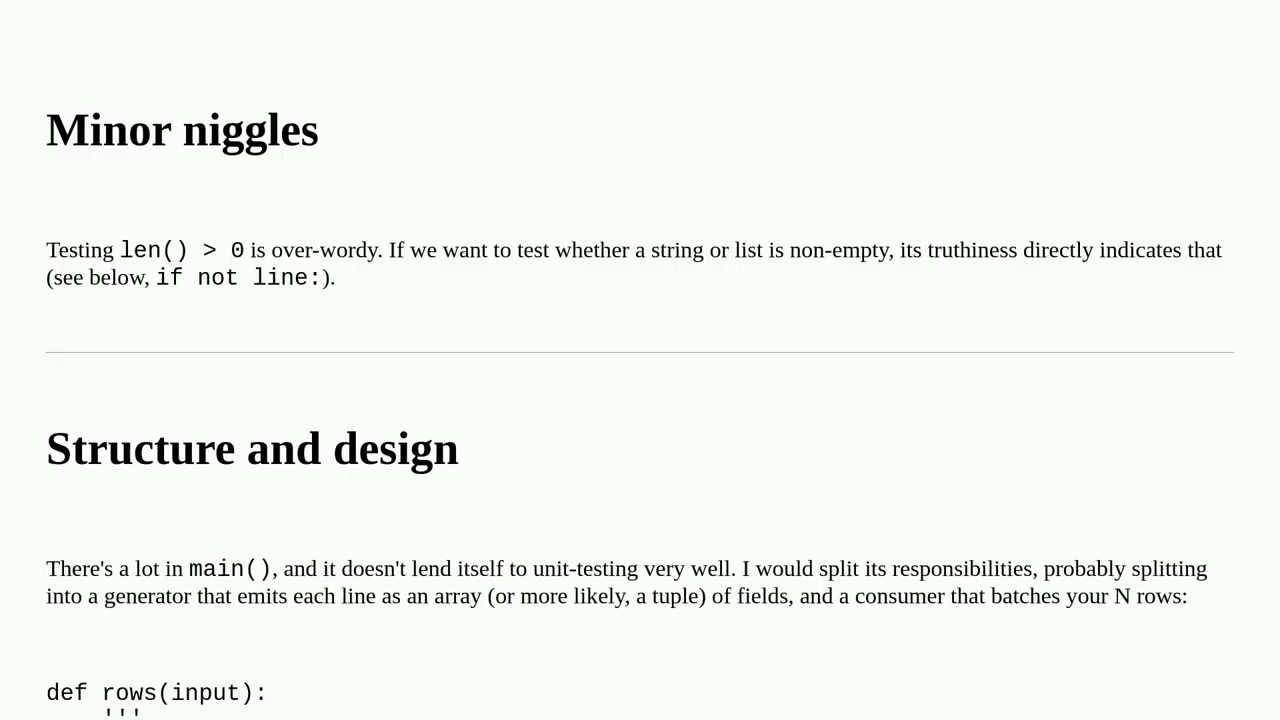 Minor niggles
Testing len() > 0 is over-wordy. If we want to test whether a string or list is non-empty, its truthiness directly indicates that
(see below, if not line:).
Structure and design
There's a lot in main(), and it doesn't lend itself to unit-testing very well. I would split its responsibilities, probably splitting
into a generator that emits each line as an array (or more likely, a tuple) of fields, and a consumer that batches your N rows:
def rows(input):
    '''